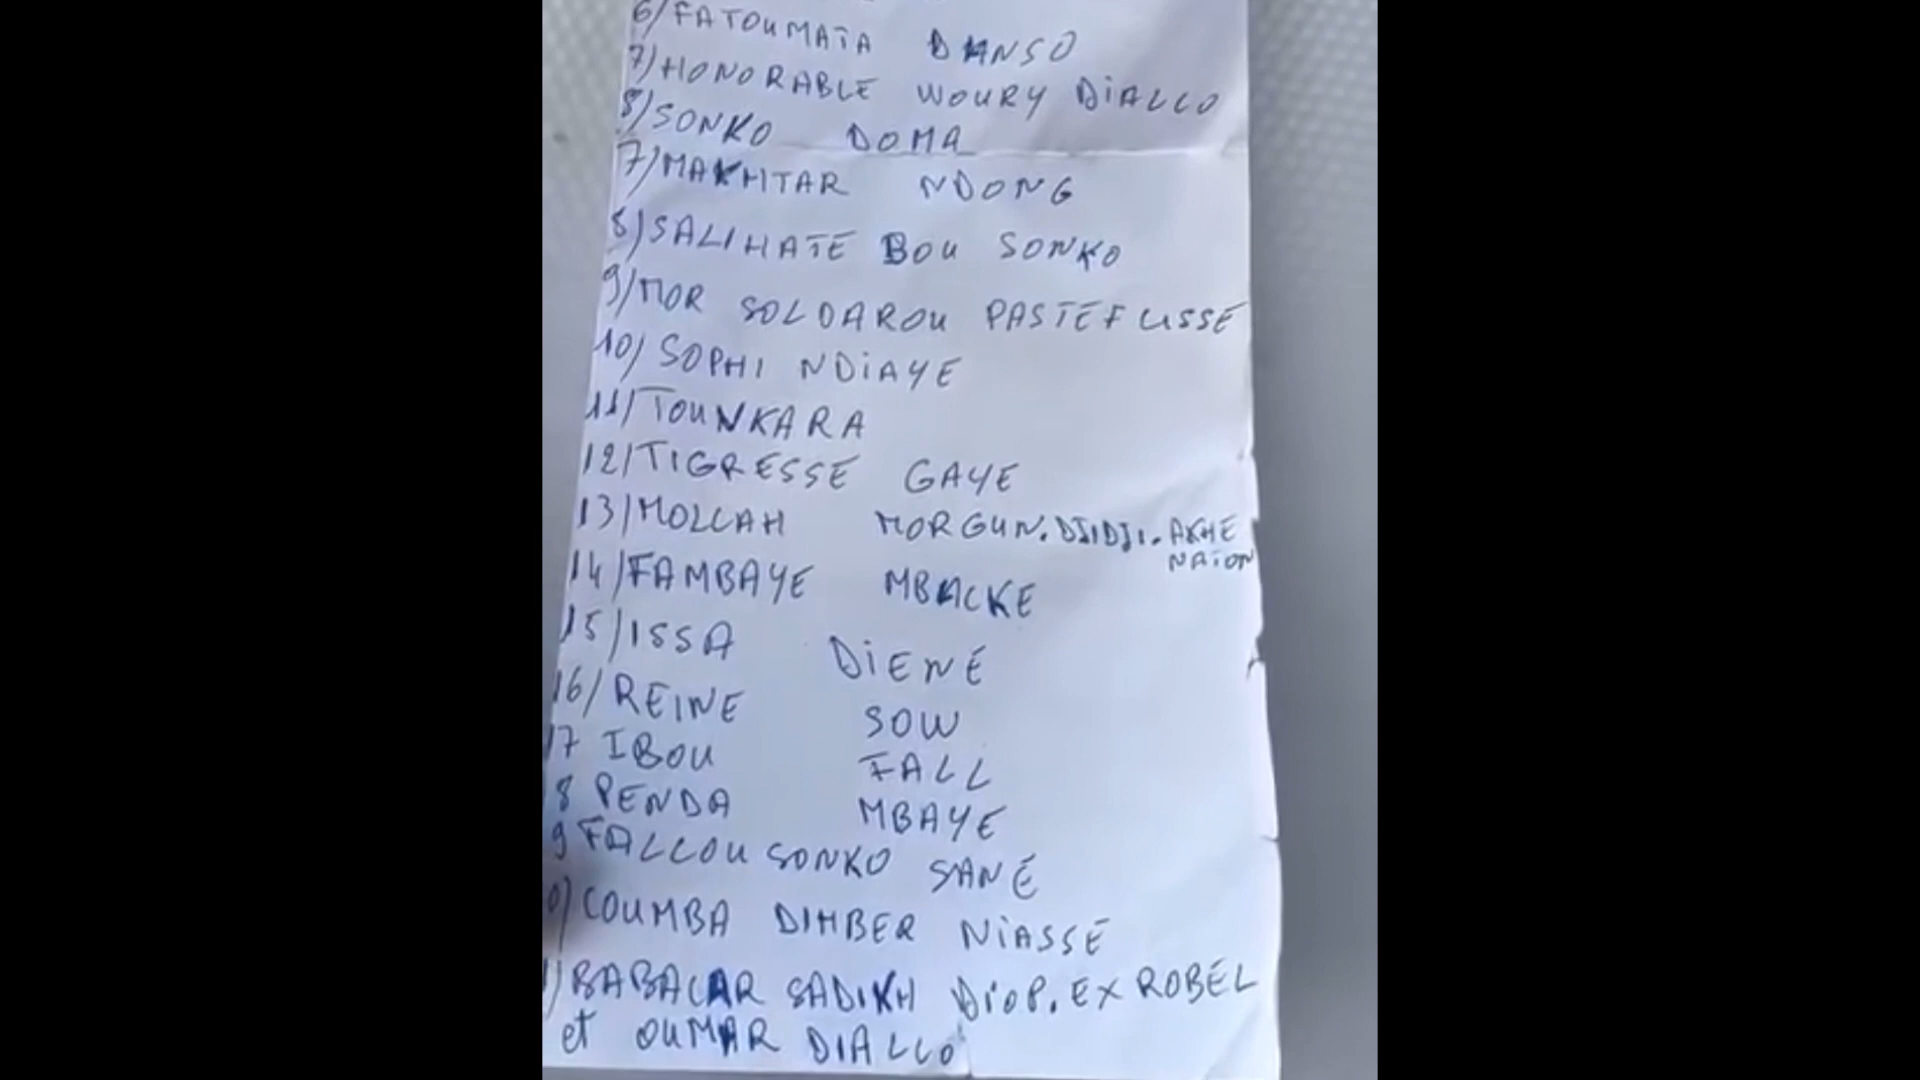 6/FATOUMATA DANSO
7/HONORABLE WOURY DIALLO
8/SONKO DOMA
7/MAKHTAR NDONG
8/SALIHATE BOU SONKO
9/MOR SOLDAROU PASTEF LISSE
10/SOPHI NDIAYE
11/TOUNKARA
12/TIGRESSE GAYE
13/MOLLAH MORGUN.DJIDJI.AKHE
NATON
14/FAMBAYE MBACKE
15/ISSA DIENE
16/REINE SOW
17 IBOU FALL
8 PENDA MBAYE
9 FALLOU SONKO SANÉ
0) COUMBA DIMBER NIASSE
1) BABACAR SADIKH DIOP. EX ROBEL
et OUMAR DIALLO